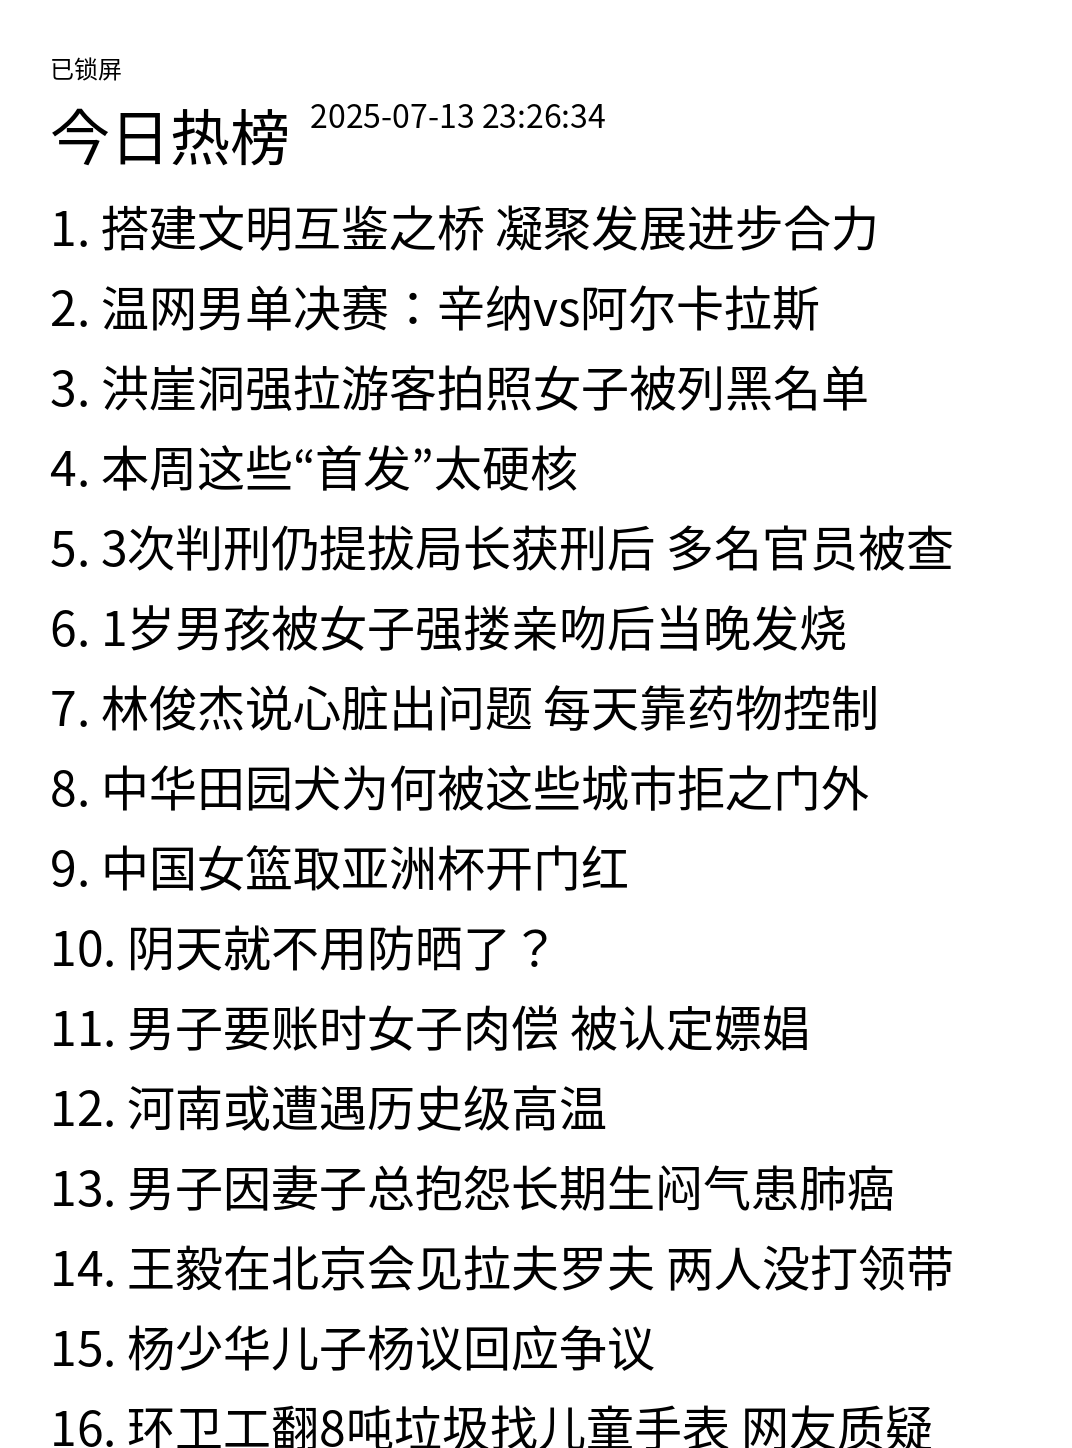 已锁屏
今日热榜 2025-07-13 23:26:34
1. 搭建文明互鉴之桥 凝聚发展进步合力
2. 温网男单决赛：辛纳vs阿尔卡拉斯
3. 洪崖洞强拉游客拍照女子被列黑名单
4. 本周这些“首发”太硬核
5. 3次判刑仍提拔局长获刑后 多名官员被查
6. 1岁男孩被女子强搂亲吻后当晚发烧
7. 林俊杰说心脏出问题 每天靠药物控制
8. 中华田园犬为何被这些城市拒之门外
9. 中国女篮取亚洲杯开门红
10. 阴天就不用防晒了？
11. 男子要账时女子肉偿 被认定嫖娼
12. 河南或遭遇历史级高温
13. 男子因妻子总抱怨长期生闷气患肺癌
14. 王毅在北京会见拉夫罗夫 两人没打领带
15. 杨少华儿子杨议回应争议
16. 环卫工翻8吨垃圾找儿童手表 网友质疑